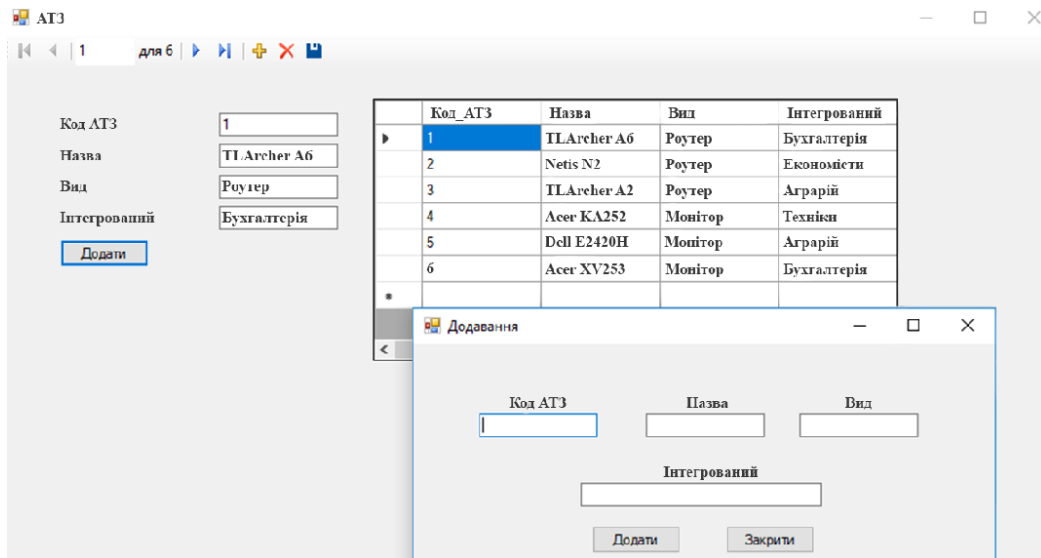 АТЗ
1 для 6
Код АТЗ 1
Назва TLArcher A6
Вид Роутер
Інтегрований Бухгалтерія
Додати
Код_АТЗ Назва Вид Інтегрований
1 TLArcher A6 Роутер Бухгалтерія
2 Netis N2 Роутер Економісти
3 TLArcher A2 Роутер Аграрій
4 Acer KA252 Монітор Техніки
5 Dell E2420H Монітор Аграрій
6 Acer XV253 Монітор Бухгалтерія
Додавання
Код АТЗ Назва Вид
Інтегрований
Додати Закрити